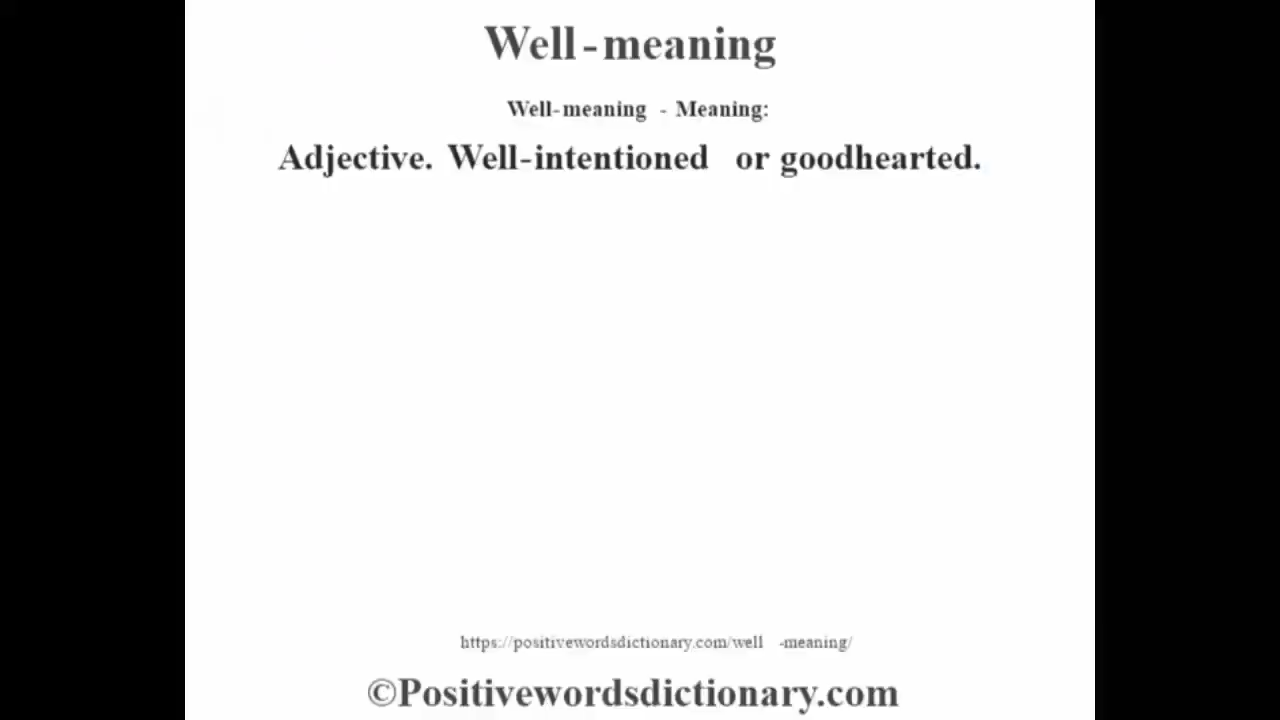 Well-meaning
Well-meaning - Meaning:
Adjective. Well-intentioned or goodhearted.
https://positivewordsdictionary.com/well -meaning/
©Positivewordsdictionary.com